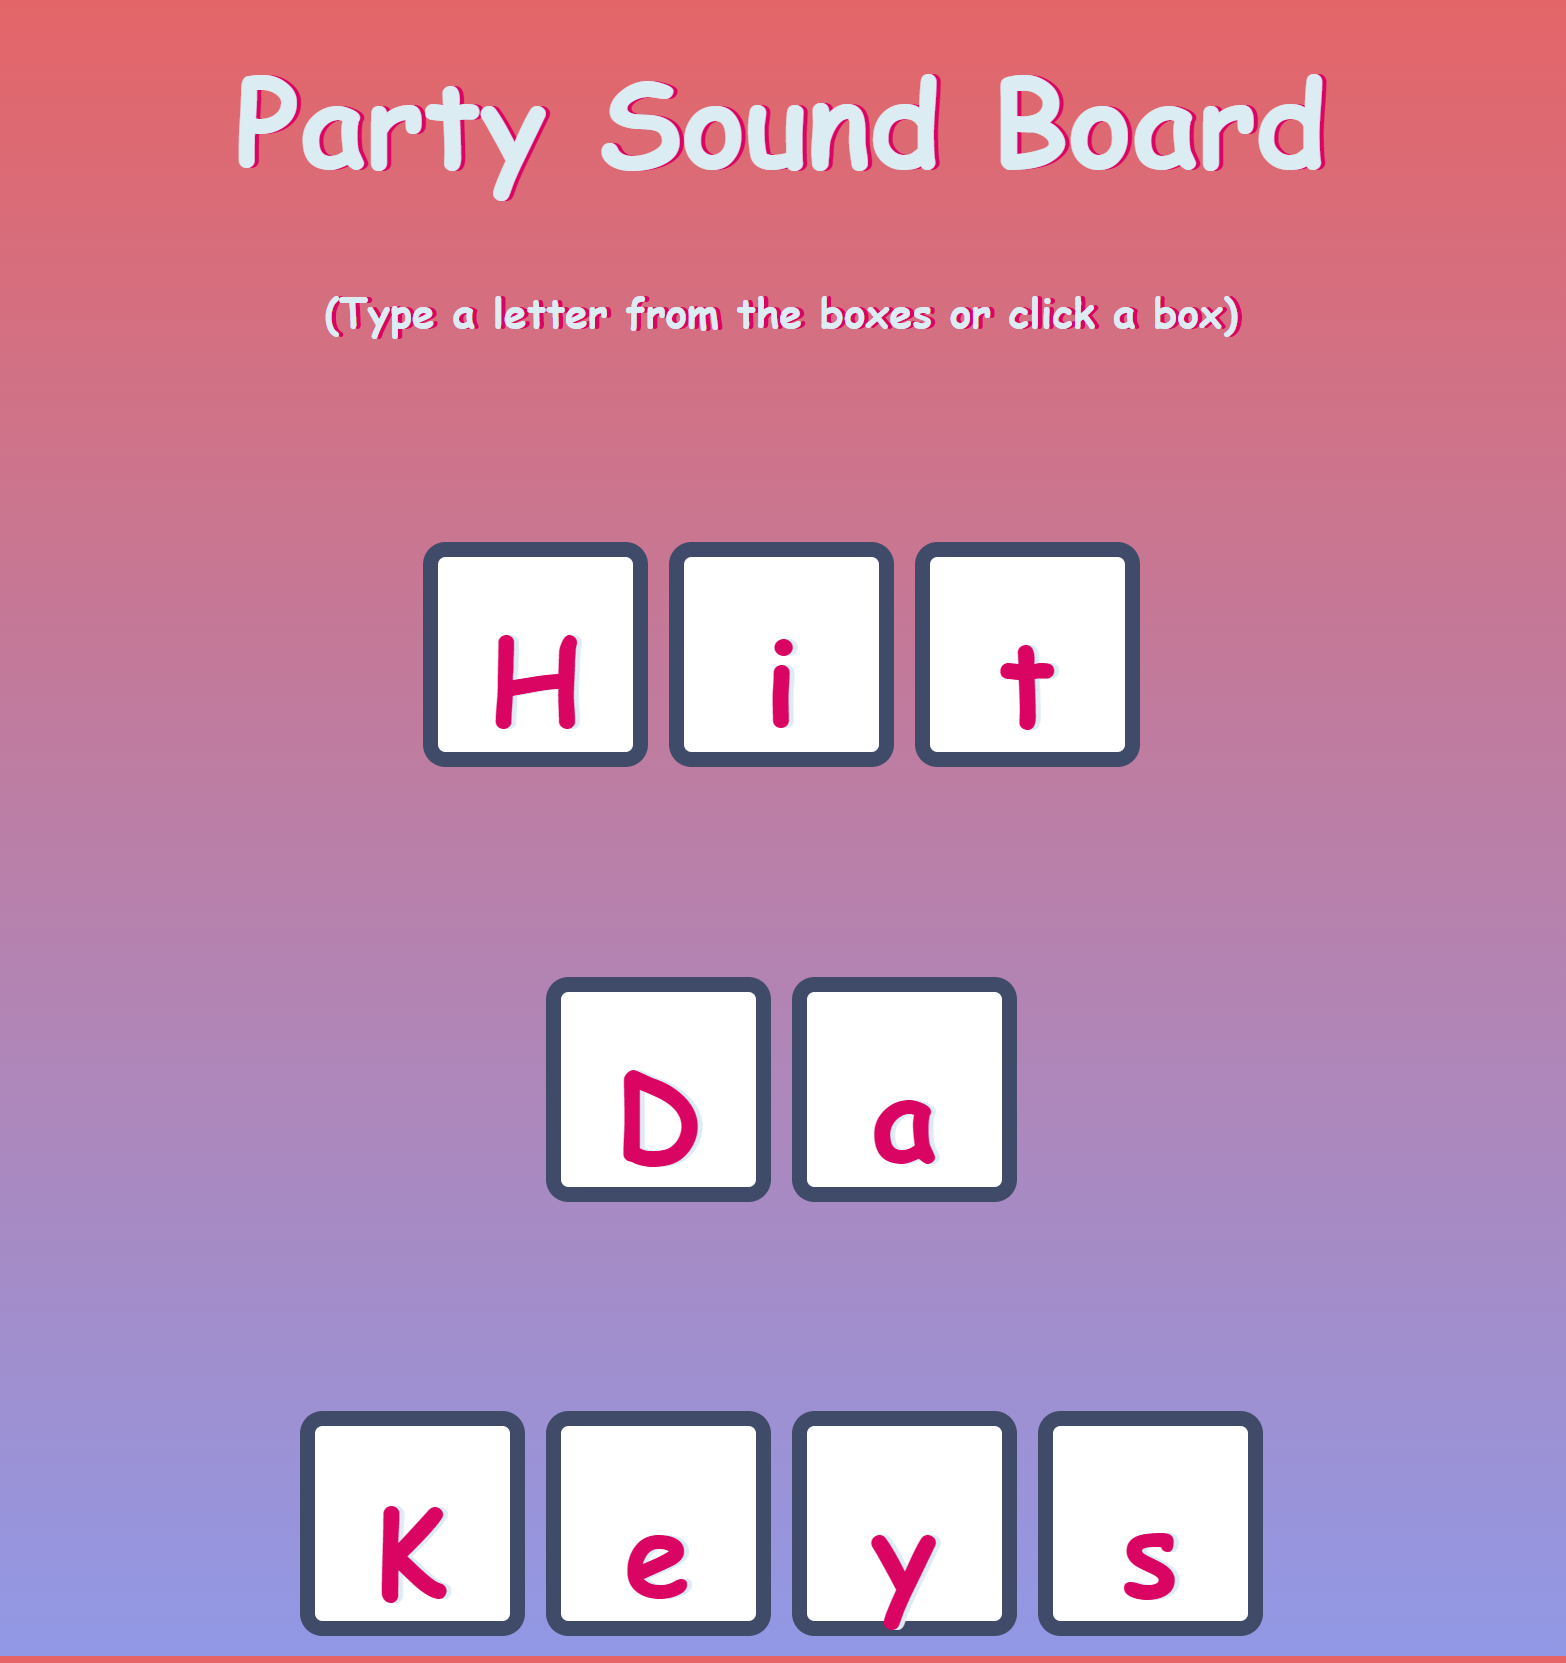 Party Sound Board
(Type a letter from the boxes or click a box)
H i t
D a
K e y s